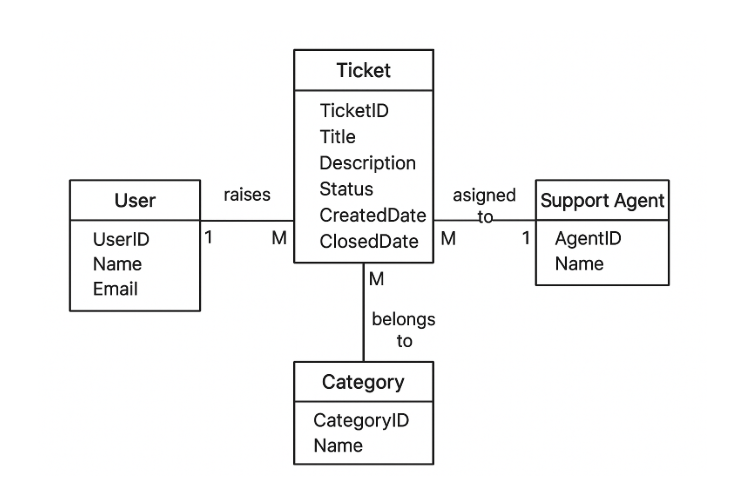 Ticket
TicketID
Title
Description
Status
CreatedDate
ClosedDate
User
UserID
Name
Email
raises
1
M
asigned
to
M
1
Support Agent
AgentID
Name
M
belongs
to
Category
CategoryID
Name